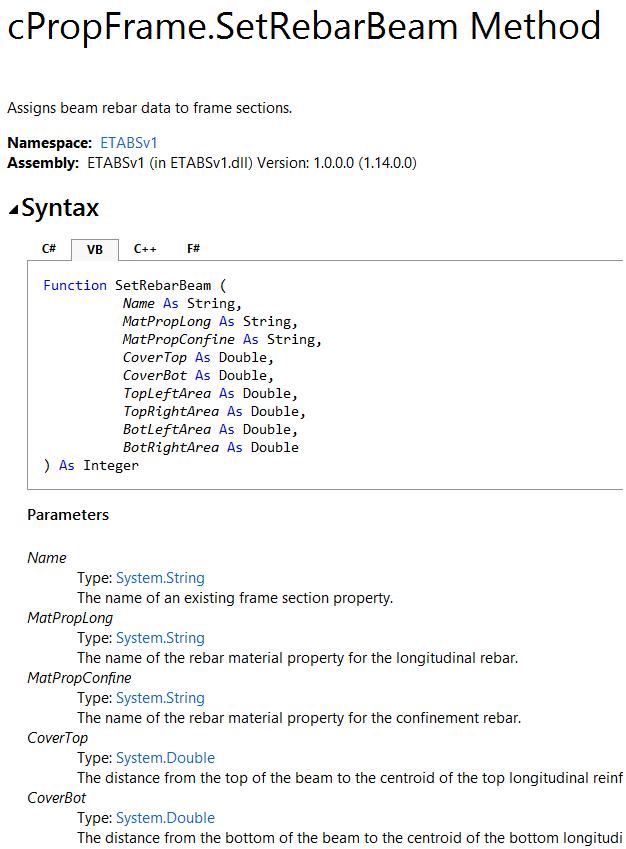 cPropFrame.SetRebarBeam Method
Assigns beam rebar data to frame sections.
Namespace: ETABSv1
Assembly: ETABSv1 (in ETABSv1.dll) Version: 1.0.0.0 (1.14.0.0)
Syntax
C# VB C++ F#
Function SetRebarBeam (
Name As String,
MatPropLong As String,
MatPropConfine As String,
CoverTop As Double,
CoverBot As Double,
TopLeftArea As Double,
TopRightArea As Double,
BotLeftArea As Double,
BotRightArea As Double
) As Integer
Parameters
Name
Type: System.String
The name of an existing frame section property.
MatPropLong
Type: System.String
The name of the rebar material property for the longitudinal rebar.
MatPropConfine
Type: System.String
The name of the rebar material property for the confinement rebar.
CoverTop
Type: System.Double
The distance from the top of the beam to the centroid of the top longitudinal reinf
CoverBot
Type: System.Double
The distance from the bottom of the beam to the centroid of the bottom longitudi